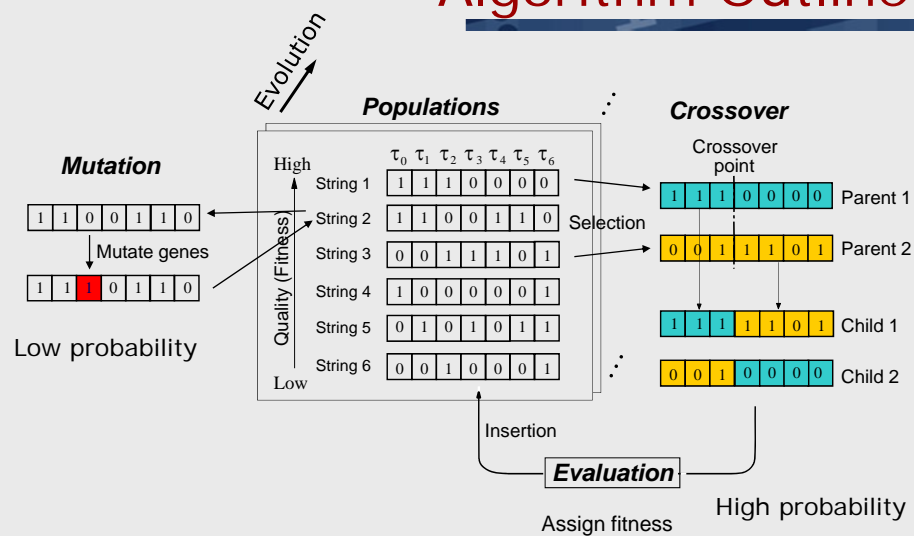 Algorithm Outline
Evolution
Populations
Crossover
Mutation
Crossover
point
High
τ0 τ1 τ2 τ3 τ4 τ5 τ6
String 1 1 1 1 0 0 0 0
1 1 1 0 0 0 0 Parent 1
1 1 0 0 1 1 0
String 2 1 1 0 0 1 1 0
Selection
Mutate genes
Quality (Fitness)
String 3 0 0 1 1 1 0 1
0 0 1 1 1 0 1 Parent 2
1 1 1 0 1 1 0
String 4 1 0 0 0 0 0 1
Low probability
String 5 0 1 0 1 0 1 1
1 1 1 1 1 0 1 Child 1
String 6 0 0 1 0 0 0 1
Low
0 0 1 0 0 0 0 Child 2
Insertion
Evaluation
High probability
Assign fitness